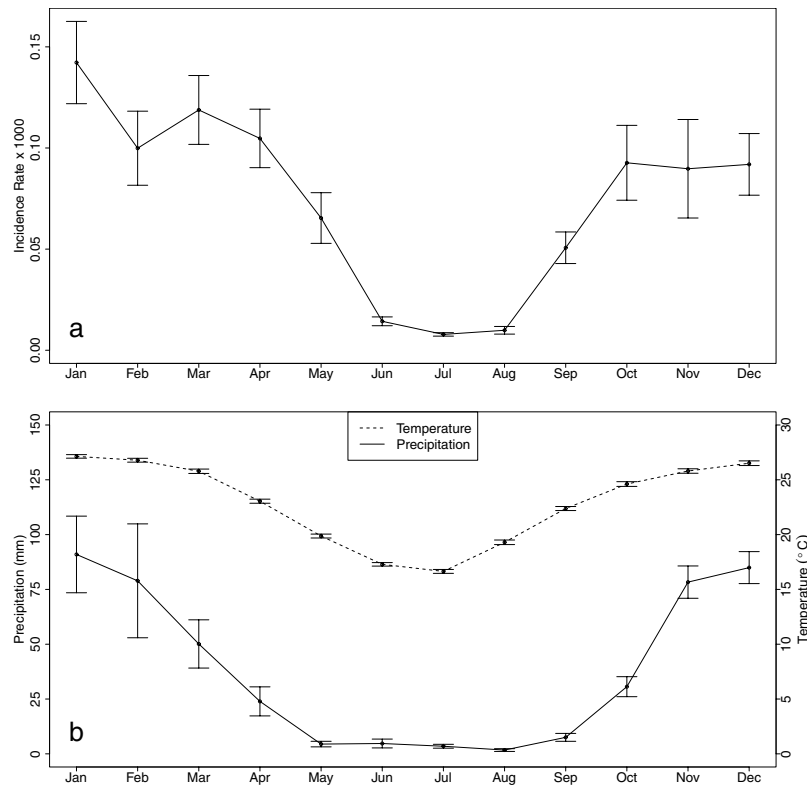 0.15
0.10
0.05
0.00
Incidence Rate x 1000
a
Jan Feb Mar Apr May Jun Jul Aug Sep Oct Nov Dec
150
125
100
75
50
25
0
Precipitation (mm)
Temperature
Precipitation
30
25
20
15
10
5
0
Temperature (°C)
b
Jan Feb Mar Apr May Jun Jul Aug Sep Oct Nov Dec